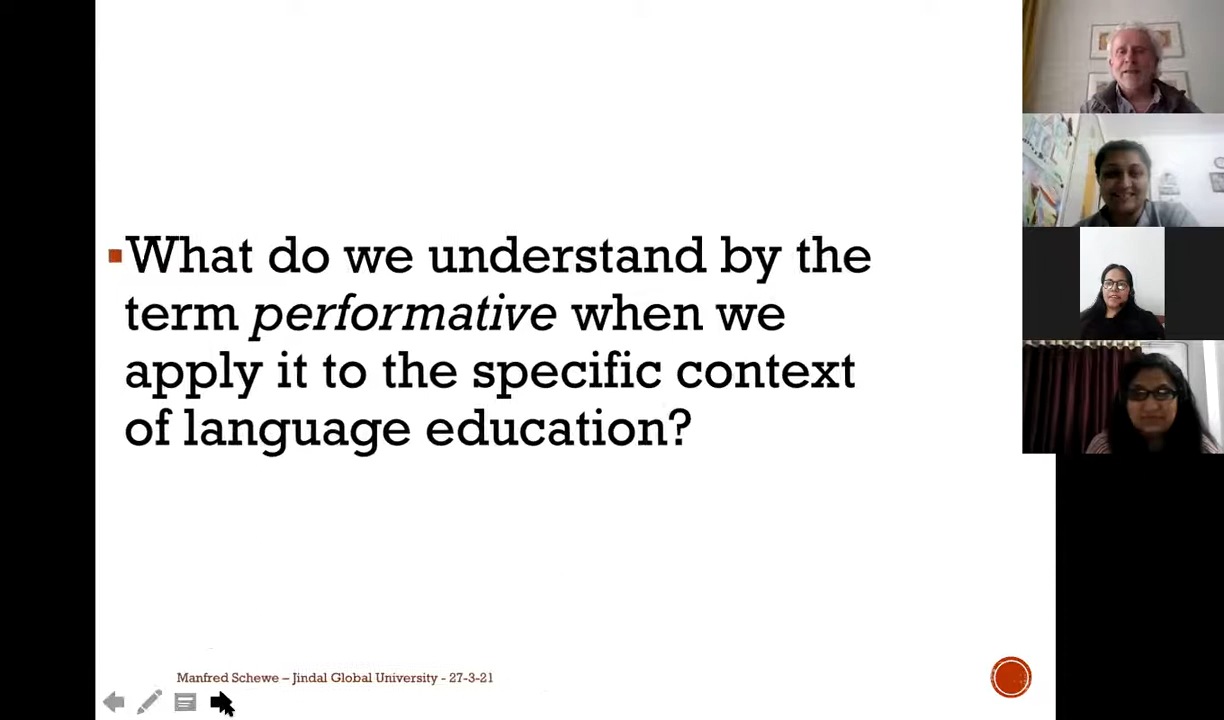 What do we understand by the
term performative when we
apply it to the specific context
of language education?
Manfred Schewe – Jindal Global University - 27-3-21